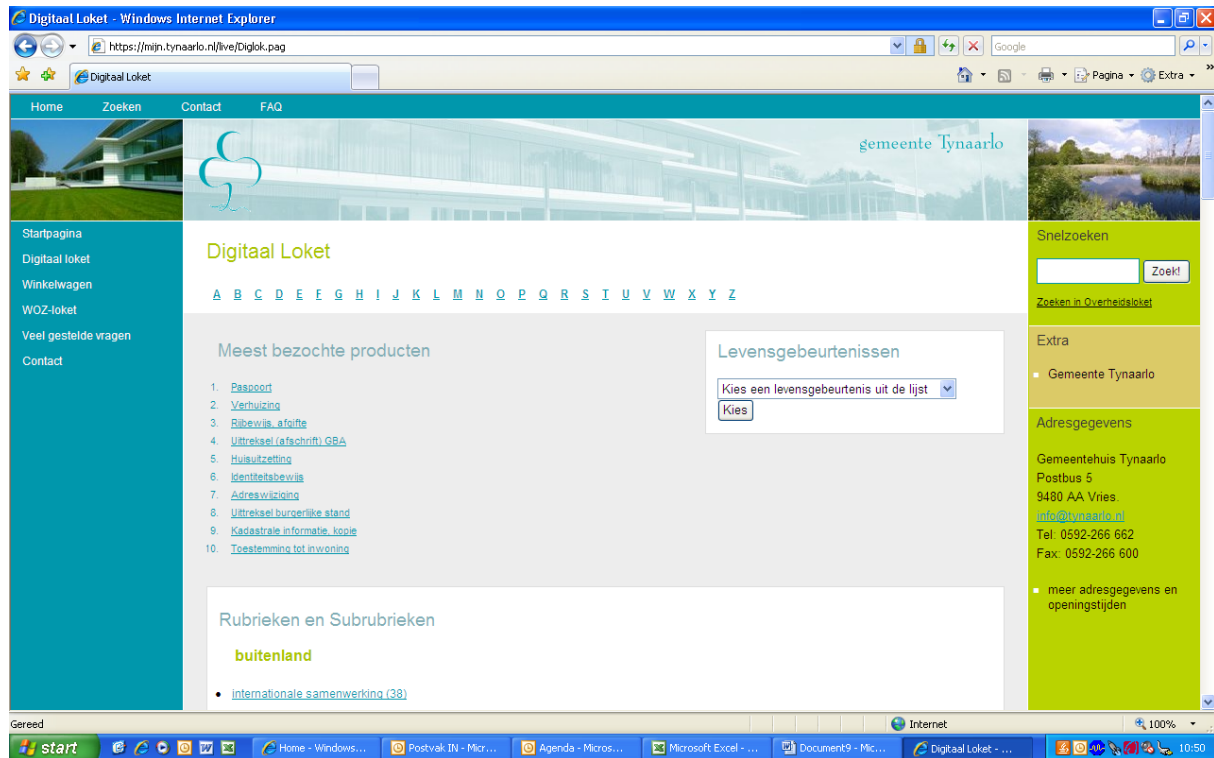 Digitaal Loket - Windows Internet Explorer
https://mijn.tynaarlo.nl/live/Diglok.pag
Google
Digitaal Loket
Pagina
Extra
»
Home Zoeken Contact FAQ
gemeente Tynaarlo
Startpagina
Digitaal loket
Winkelwagen
WOZ-loket
Veel gestelde vragen
Contact
Digitaal Loket
A B C D E F G H I J K L M N O P Q R S T U V W X Y Z
Meest bezochte producten
1. Paspoort
2. Verhuizing
3. Rijbewijs, afgifte
4. Uittreksel (afschrift) GBA
5. Huisuitzetting
6. Identiteitsbewijs
7. Adreswijziging
8. Uittreksel burgerlijke stand
9. Kadastrale informatie, kopie
10. Toestemming tot inwoning
Levensgebeurtenissen
Kies een levensgebeurtenis uit de lijst
Kies
Rubrieken en Subrubrieken
buitenland
internationale samenwerking (38)
Snelzoeken
Zoek!
Zoeken in Overheidsloket
Extra
Gemeente Tynaarlo
Adresgegevens
Gemeentehuis Tynaarlo
Postbus 5
9480 AA Vries.
info@tynaarlo.nl
Tel: 0592-266 662
Fax: 0592-266 600
meer adresgegevens en
openingstijden
Gereed
Internet
100%
start
Home - Windows...
Postvak IN - Micr...
Agenda - Micros...
Microsoft Excel - ...
Document9 - Mic...
Digitaal Loket - ...
10:50